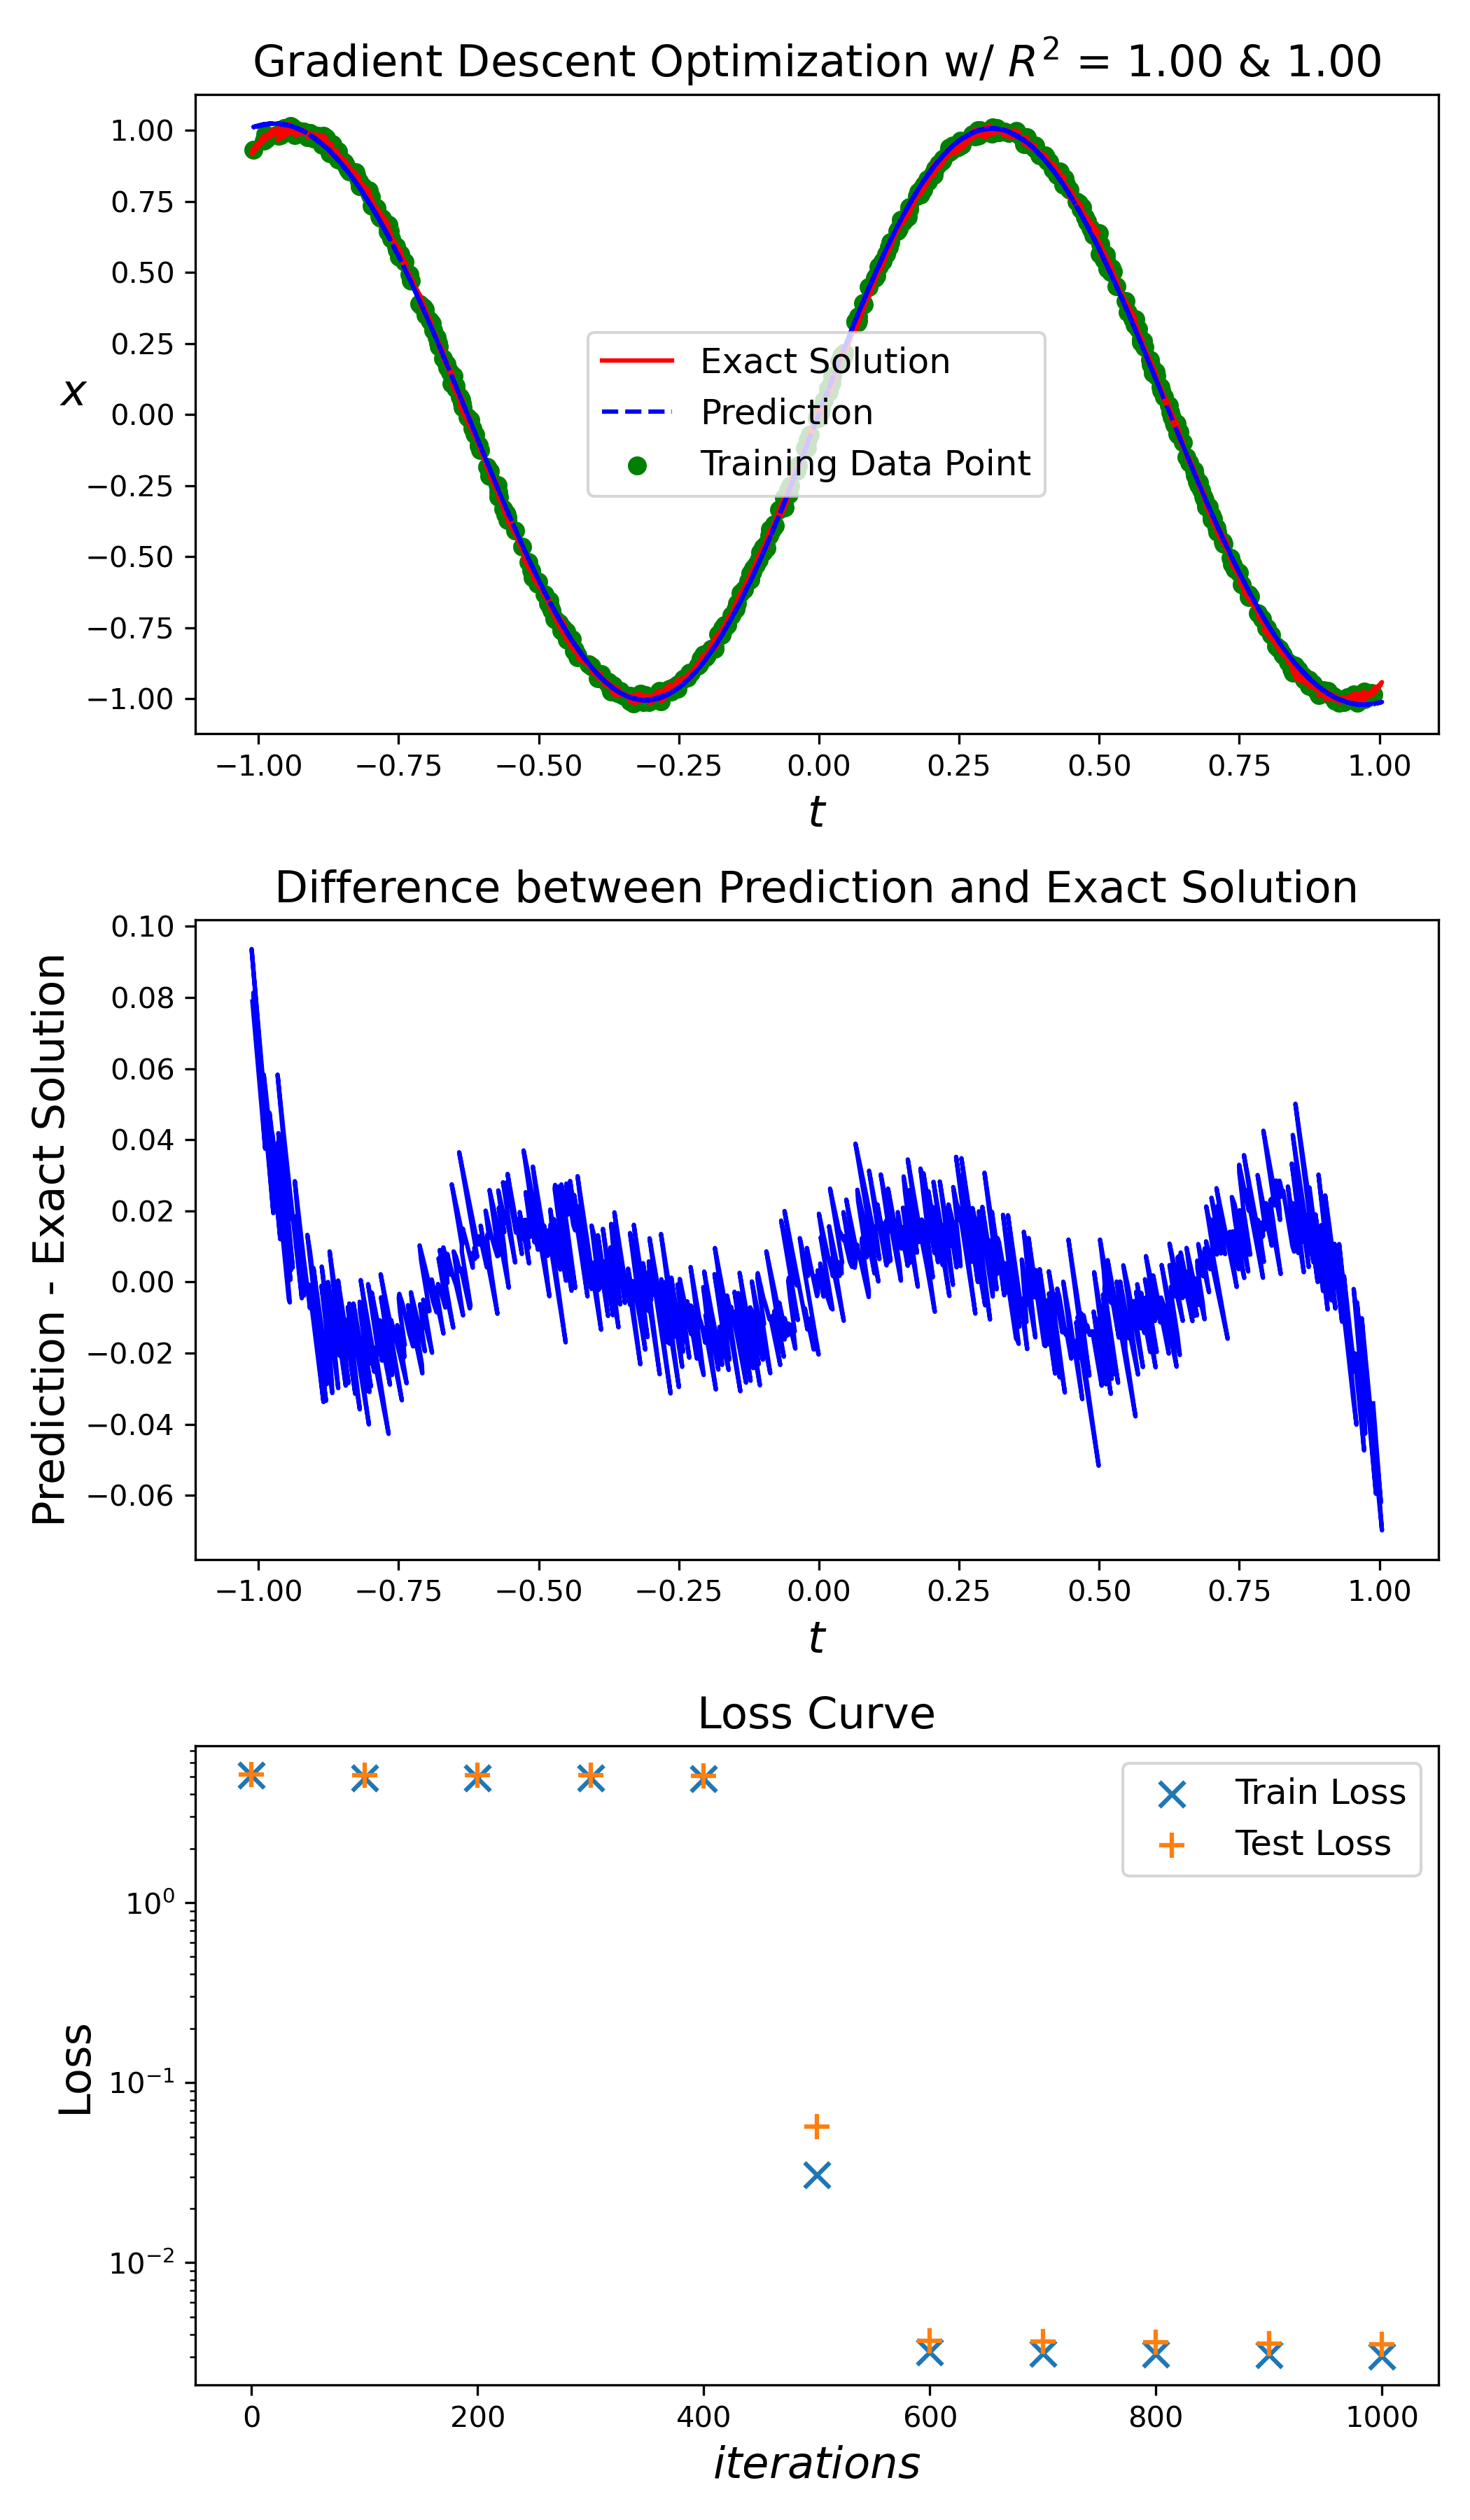 Gradient Descent Optimization w/ R² = 1.00 & 1.00
1.00
0.75
0.50
0.25
0.00
−0.25
−0.50
−0.75
−1.00
x
Exact Solution
Prediction
Training Data Point
−1.00 −0.75 −0.50 −0.25 0.00 0.25 0.50 0.75 1.00
t
Difference between Prediction and Exact Solution
0.10
0.08
0.06
0.04
0.02
0.00
−0.02
−0.04
−0.06
Prediction - Exact Solution
−1.00 −0.75 −0.50 −0.25 0.00 0.25 0.50 0.75 1.00
t
Loss Curve
Train Loss
Test Loss
10⁰
10⁻¹
10⁻²
Loss
0 200 400 600 800 1000
iterations